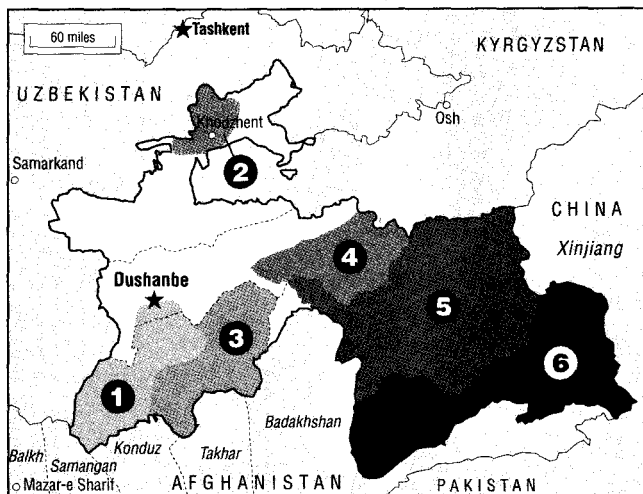 60 miles
Tashkent
KYRGYZSTAN
UZBEKISTAN
Khodzhent
Osh
Samarkand
2
CHINA
Xinjiang
4
Dushanbe
5
3
6
1
Badakhshan
Konduz
Takhar
Balkh
Samangan
Mazar-e Sharif
AFGHANISTAN
PAKISTAN